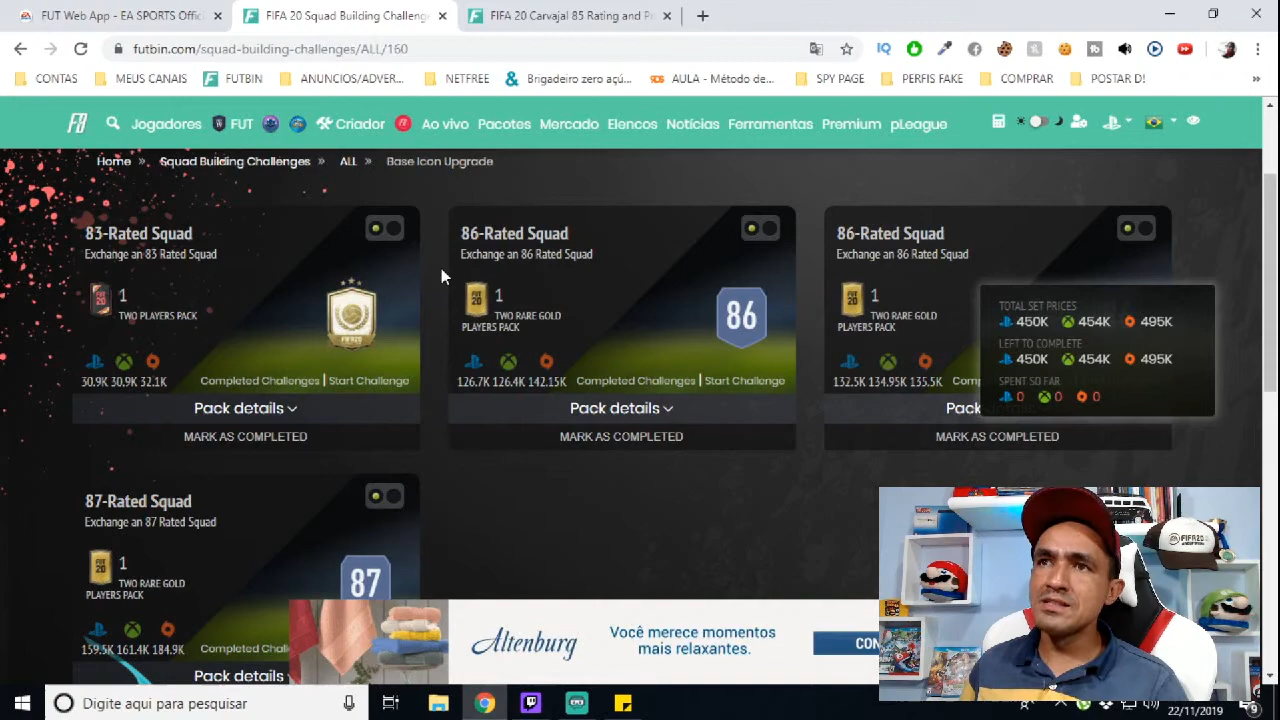 FUT Web App - EA SPORTS Offici
FIFA 20 Squad Building Challeng
FIFA 20 Carvajal 85 Rating and P
futbin.com/squad-building-challenges/ALL/160
CONTAS
MEUS CANAIS
FUTBIN
ANUNCIOS/ADVER...
NETFREE
Brigadeiro zero açú...
AULA - Método de...
SPY PAGE
PERFIS FAKE
COMPRAR
POSTAR D!
»
Jogadores
FUT
Criador
Ao vivo
Pacotes
Mercado
Elencos
Notícias
Ferramentas
Premium
pLeague
Home » Squad Building Challenges » ALL » Base Icon Upgrade
83-Rated Squad
Exchange an 83 Rated Squad
1
TWO PLAYERS PACK
30.9K 30.9K 32.1K
Completed Challenges | Start Challenge
Pack details
MARK AS COMPLETED
86-Rated Squad
Exchange an 86 Rated Squad
1
TWO RARE GOLD
PLAYERS PACK
86
126.7K 126.4K 142.15K
Completed Challenges | Start Challenge
Pack details
MARK AS COMPLETED
86-Rated Squad
Exchange an 86 Rated Squad
1
TWO RARE GOLD
PLAYERS PACK
132.5K 134.95K 135.5K
Com
Pack
MARK AS COMPLETED
TOTAL SET PRICES
450K 454K 495K
LEFT TO COMPLETE
450K 454K 495K
SPENT SO FAR
0 0 0
87-Rated Squad
Exchange an 87 Rated Squad
1
TWO RARE GOLD
PLAYERS PACK
87
159.5K 161.4K 184.9K
Completed Challe
Pack details
Altenburg
Você merece momentos
mais relaxantes.
CON
FIFA20
Digite aqui para pesquisar
22/11/2019
9